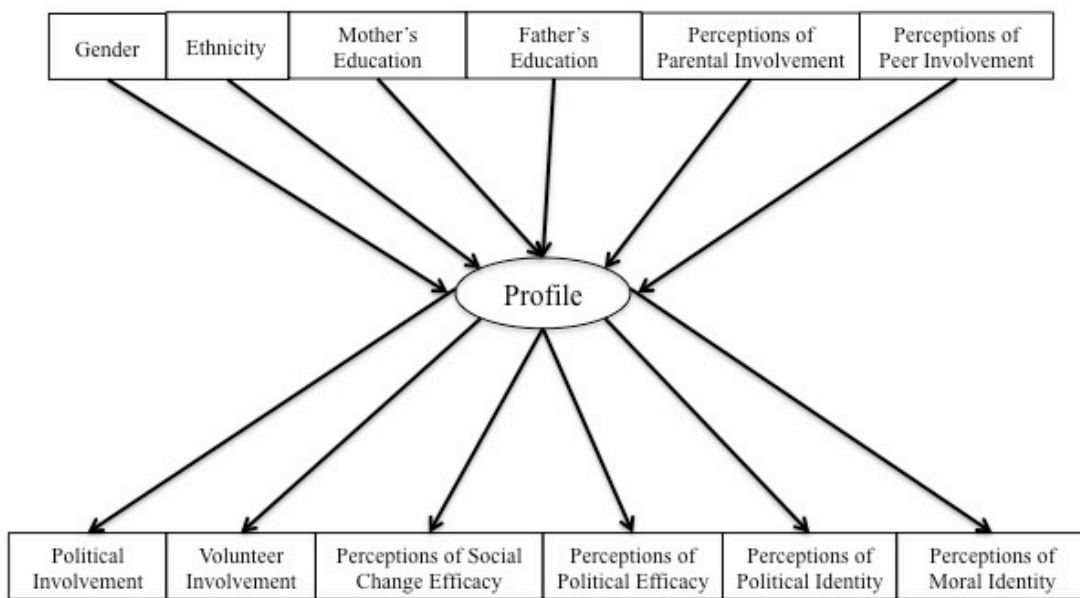 Gender
Ethnicity
Mother's
Education
Father's
Education
Perceptions of
Parental Involvement
Perceptions of
Peer Involvement
Profile
Political
Involvement
Volunteer
Involvement
Perceptions of Social
Change Efficacy
Perceptions of
Political Efficacy
Perceptions of
Political Identity
Perceptions of
Moral Identity